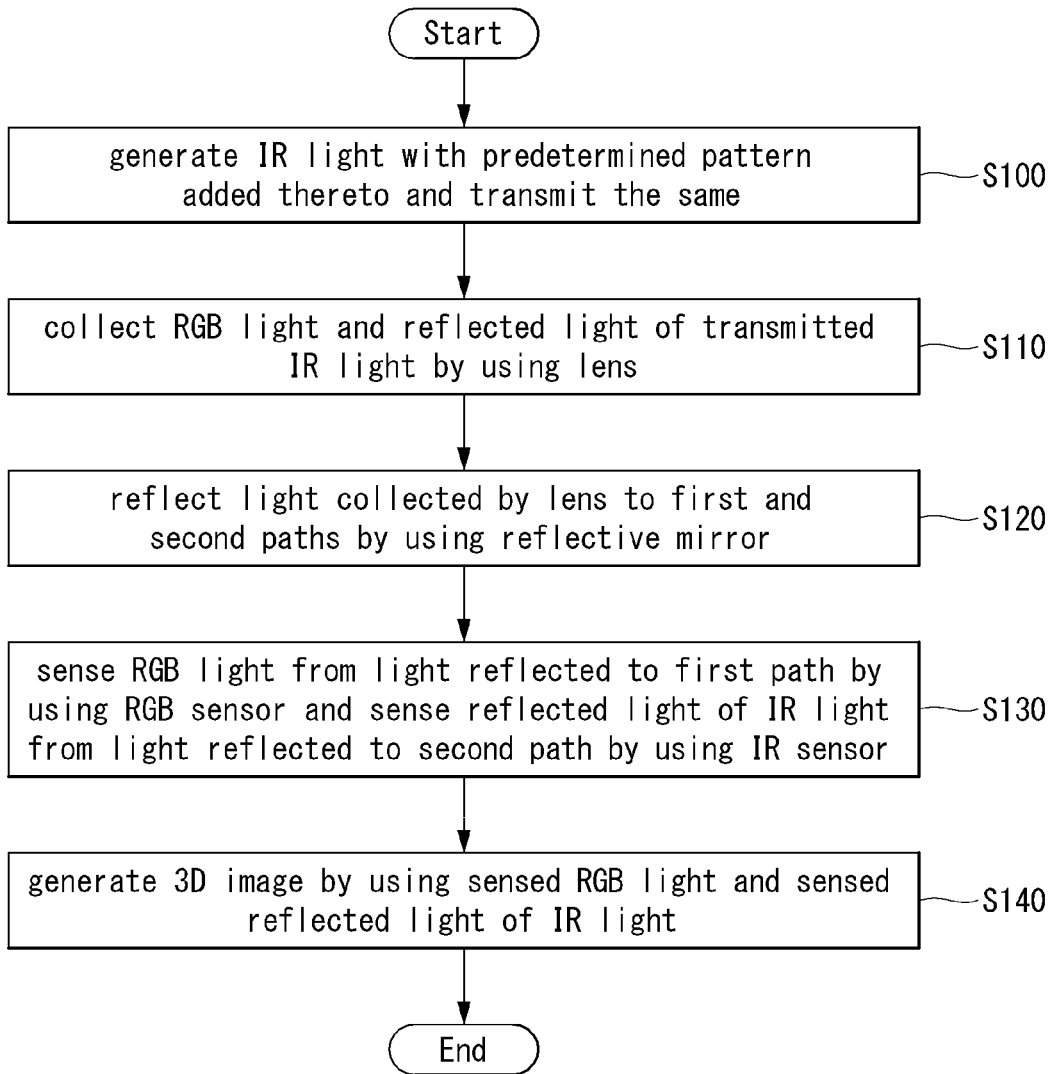 Start
generate IR light with predetermined pattern
added thereto and transmit the same
S100
collect RGB light and reflected light of transmitted
IR light by using lens
S110
reflect light collected by lens to first and
second paths by using reflective mirror
S120
sense RGB light from light reflected to first path by
using RGB sensor and sense reflected light of IR light
from light reflected to second path by using IR sensor
S130
generate 3D image by using sensed RGB light and sensed
reflected light of IR light
S140
End